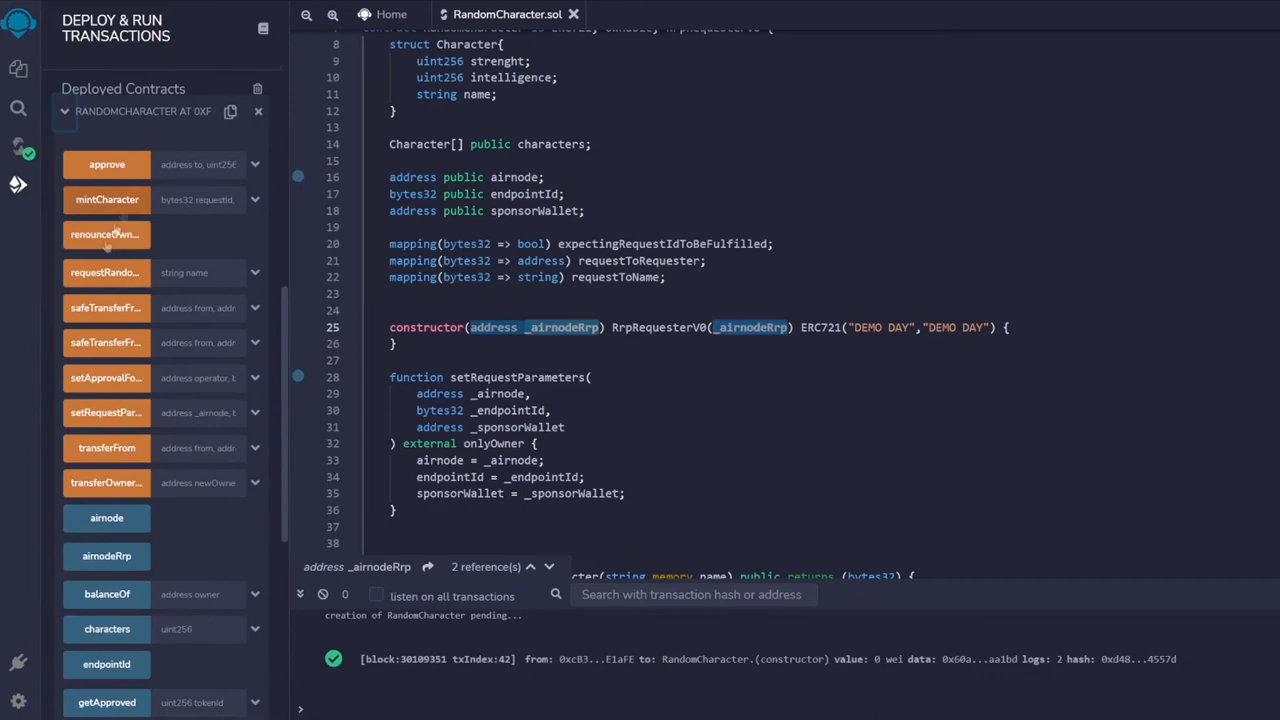 DEPLOY & RUN
TRANSACTIONS
Deployed Contracts
RANDOMCHARACTER AT 0XF
approve address to, uint256
mintCharacter bytes32 requestId,
renounceOwn...
requestRando... string name
safeTransferFr... address from, addr
safeTransferFr... address from, addr
setApprovalFo... address operator, b
setRequestPar... address _airnode, b
transferFrom address from, addr
transferOwner... address newOwne
airnode
airnodeRrp
balanceOf address owner
characters uint256
endpointId
getApproved uint256 tokenId
Home RandomCharacter.sol
8 struct Character{
9 uint256 strenght;
10 uint256 intelligence;
11 string name;
12 }
13
14 Character[] public characters;
15
16 address public airnode;
17 bytes32 public endpointId;
18 address public sponsorWallet;
19
20 mapping(bytes32 => bool) expectingRequestIdToBeFulfilled;
21 mapping(bytes32 => address) requestToRequester;
22 mapping(bytes32 => string) requestToName;
23
24
25 constructor(address _airnodeRrp) RrpRequesterV0(_airnodeRrp) ERC721("DEMO DAY","DEMO DAY") {
26 }
27
28 function setRequestParameters(
29 address _airnode,
30 bytes32 _endpointId,
31 address _sponsorWallet
32 ) external onlyOwner {
33 airnode = _airnode;
34 endpointId = _endpointId;
35 sponsorWallet = _sponsorWallet;
36 }
37
38
address _airnodeRrp 2 reference(s)
cter(string memory name) public returns (bytes32) {
0 listen on all transactions Search with transaction hash or address
creation of RandomCharacter pending...
[block:30109351 txIndex:42] from: 0xcB3...E1aFE to: RandomCharacter.(constructor) value: 0 wei data: 0x60a...aa1bd logs: 2 hash: 0xd48...4557d
>